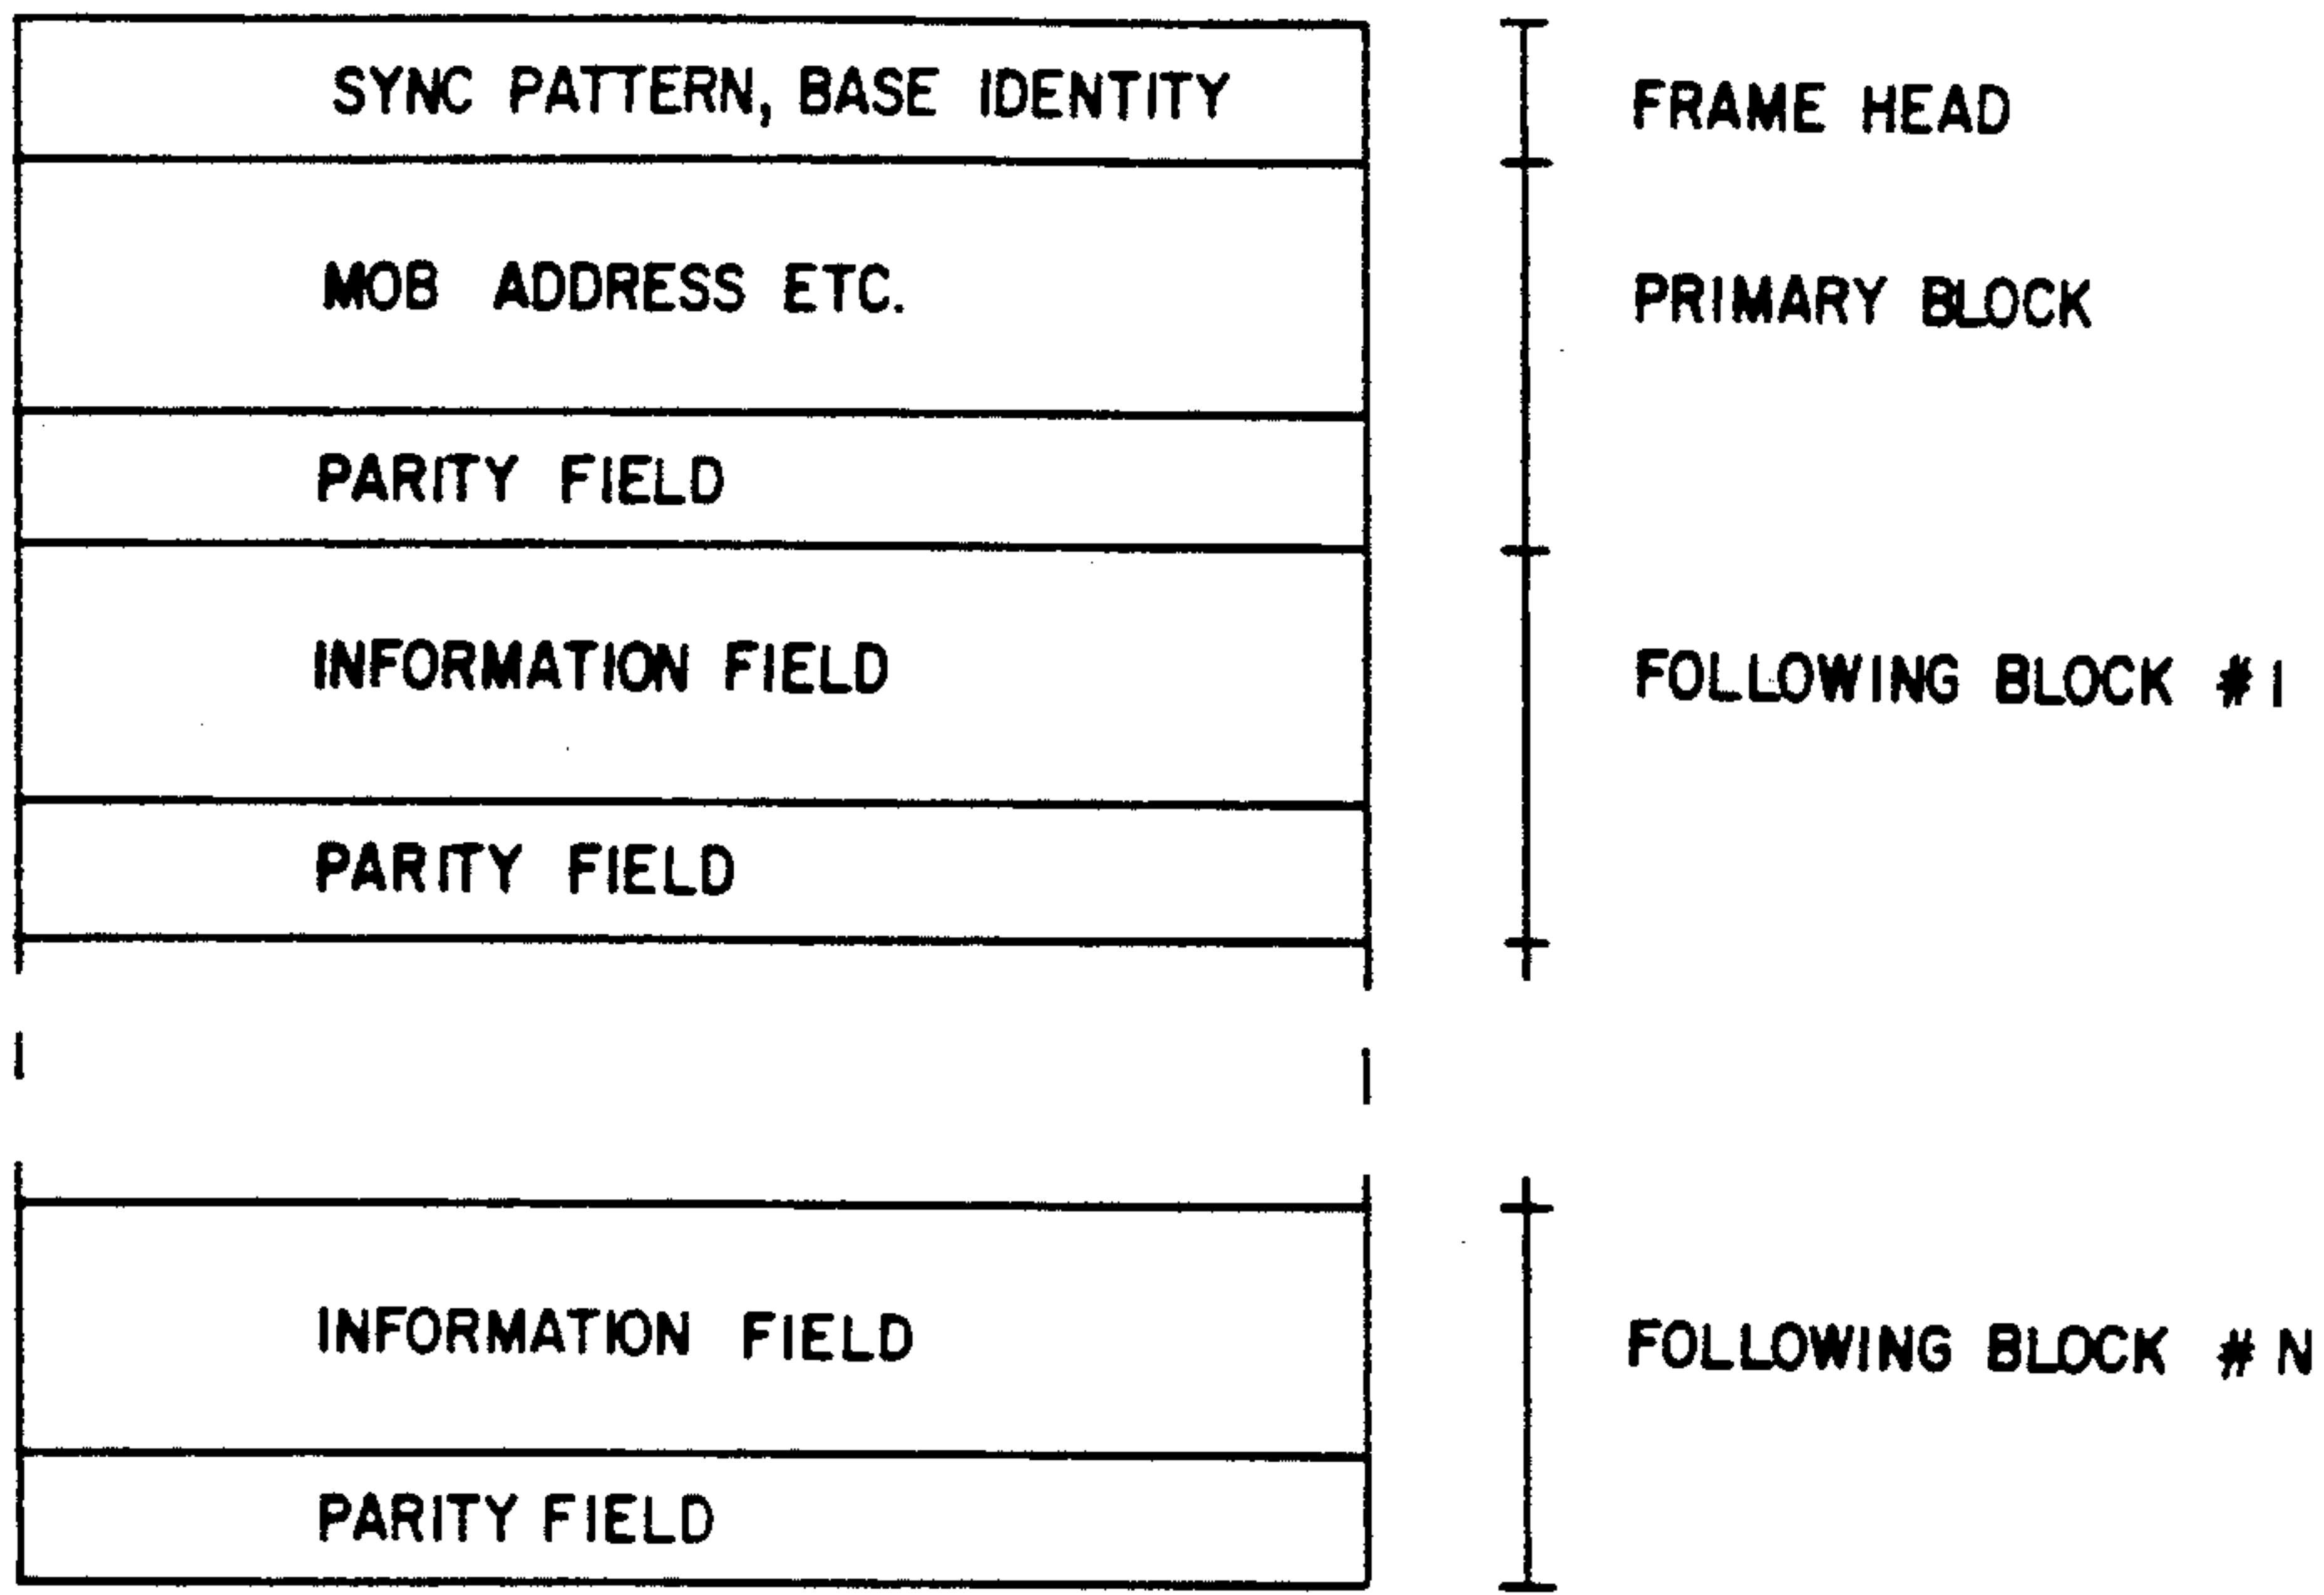 SYNC PATTERN, BASE IDENTITY
FRAME HEAD
MOB ADDRESS ETC.
PRIMARY BLOCK
PARITY FIELD
INFORMATION FIELD
FOLLOWING BLOCK #1
PARITY FIELD
INFORMATION FIELD
FOLLOWING BLOCK #N
PARITY FIELD